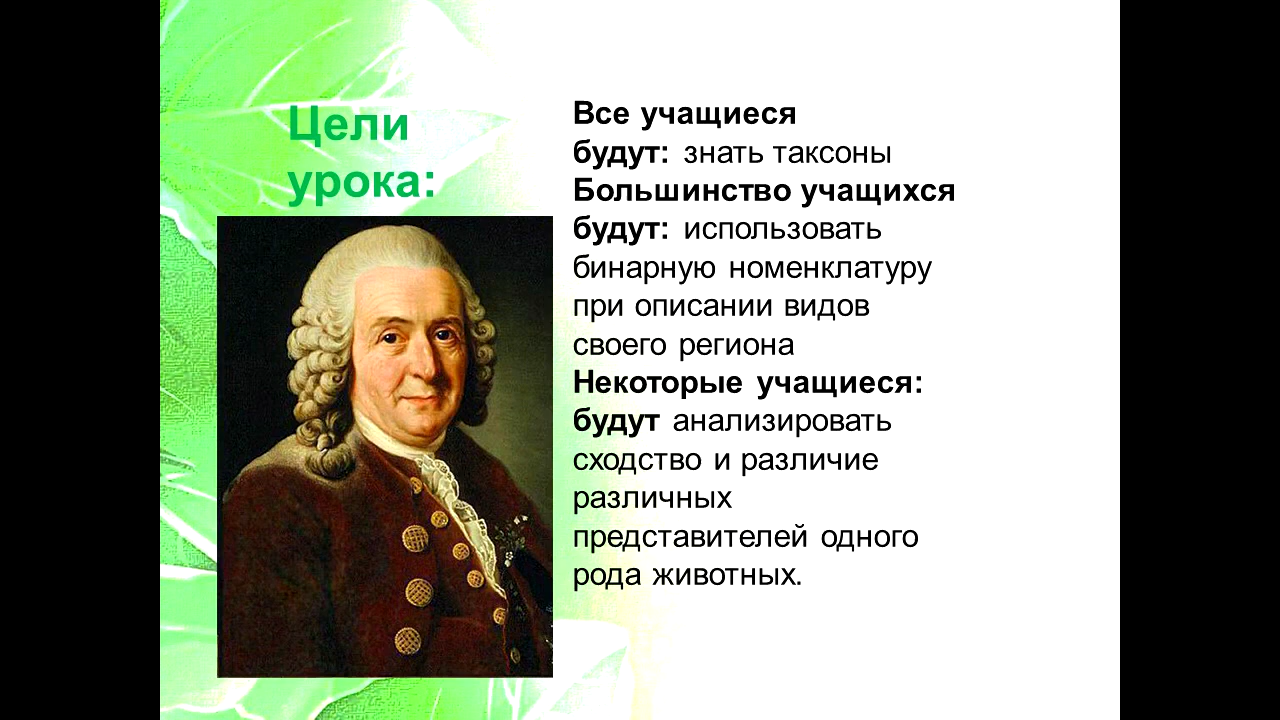 Цели
урока:
Все учащиеся
будут: знать таксоны
Большинство учащихся
будут: использовать
бинарную номенклатуру
при описании видов
своего региона
Некоторые учащиеся:
будут анализировать
сходство и различие
различных
представителей одного
рода животных.